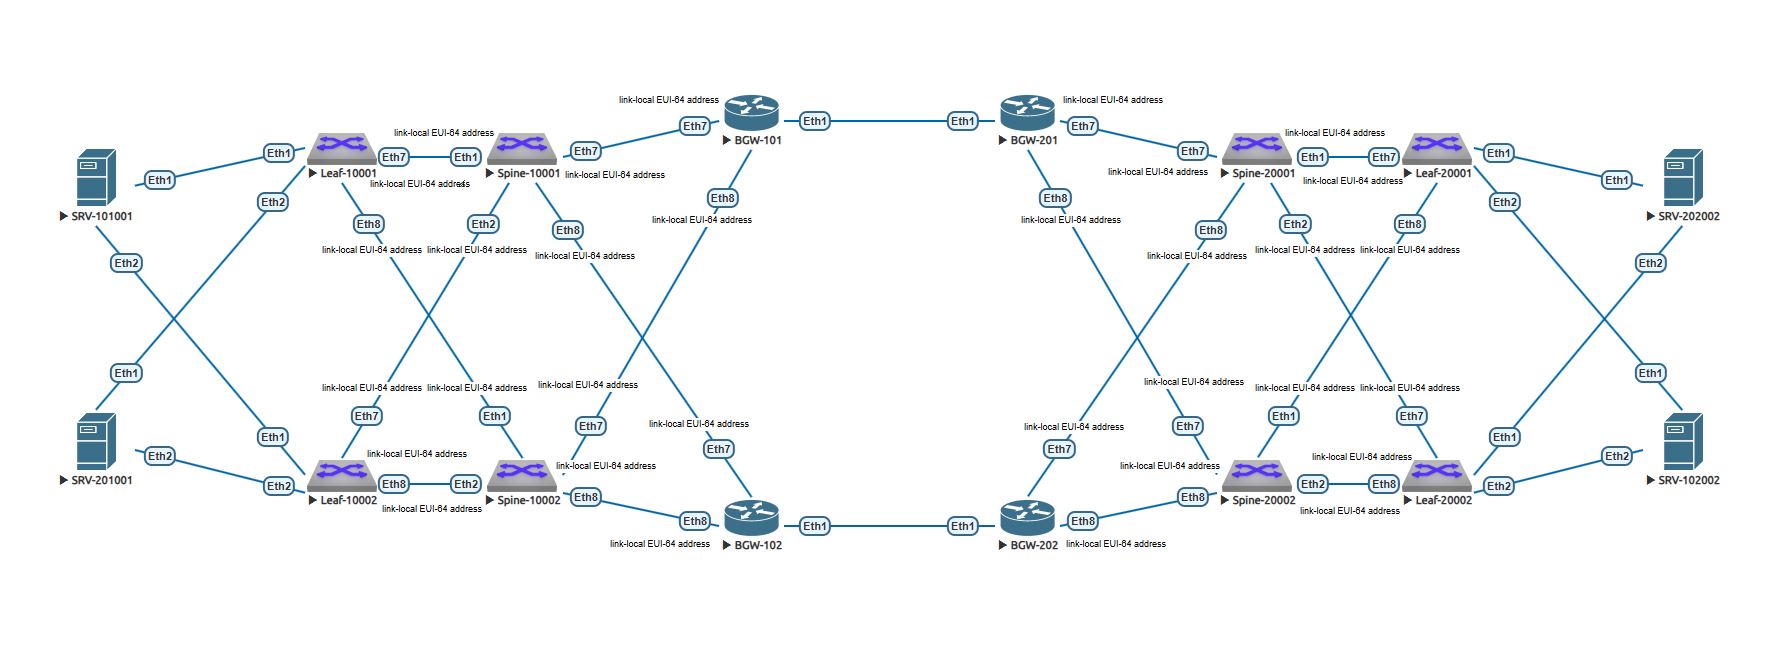 link-local EUI-64 address
link-local EUI-64 address
Eth1
Eth1
Eth7
Eth7
BGW-101
BGW-201
link-local EUI-64 address
link-local EUI-64 address
Eth1
Eth7
Eth1
Eth7
Eth7
Eth1
Eth7
Eth1
Leaf-10001
Spine-10001
link-local EUI-64 address
link-local EUI-64 address
Spine-20001
Leaf-20001
Eth1
link-local EUI-64 address
link-local EUI-64 address
Eth1
Eth2
Eth8
Eth8
Eth2
SRV-101001
link-local EUI-64 address
link-local EUI-64 address
SRV-202002
Eth8
Eth2
Eth8
Eth8
Eth2
Eth8
link-local EUI-64 address
link-local EUI-64 address
link-local EUI-64 address
link-local EUI-64 address
link-local EUI-64 address
link-local EUI-64 address
Eth2
Eth2
Eth1
Eth1
link-local EUI-64 address
link-local EUI-64 address
link-local EUI-64 address
link-local EUI-64 address
link-local EUI-64 address
link-local EUI-64 address
Eth7
Eth1
Eth7
Eth7
Eth1
Eth7
link-local EUI-64 address
link-local EUI-64 address
Eth1
Eth7
Eth7
Eth1
Eth2
link-local EUI-64 address
link-local EUI-64 address
Eth2
link-local EUI-64 address
link-local EUI-64 address
SRV-201001
SRV-102002
Eth2
Eth8
Eth2
Eth8
Eth8
Eth2
Eth8
Eth2
Leaf-10002
Spine-10002
Spine-20002
Leaf-20002
link-local EUI-64 address
link-local EUI-64 address
Eth8
Eth1
Eth1
Eth8
link-local EUI-64 address
BGW-102
BGW-202
link-local EUI-64 address